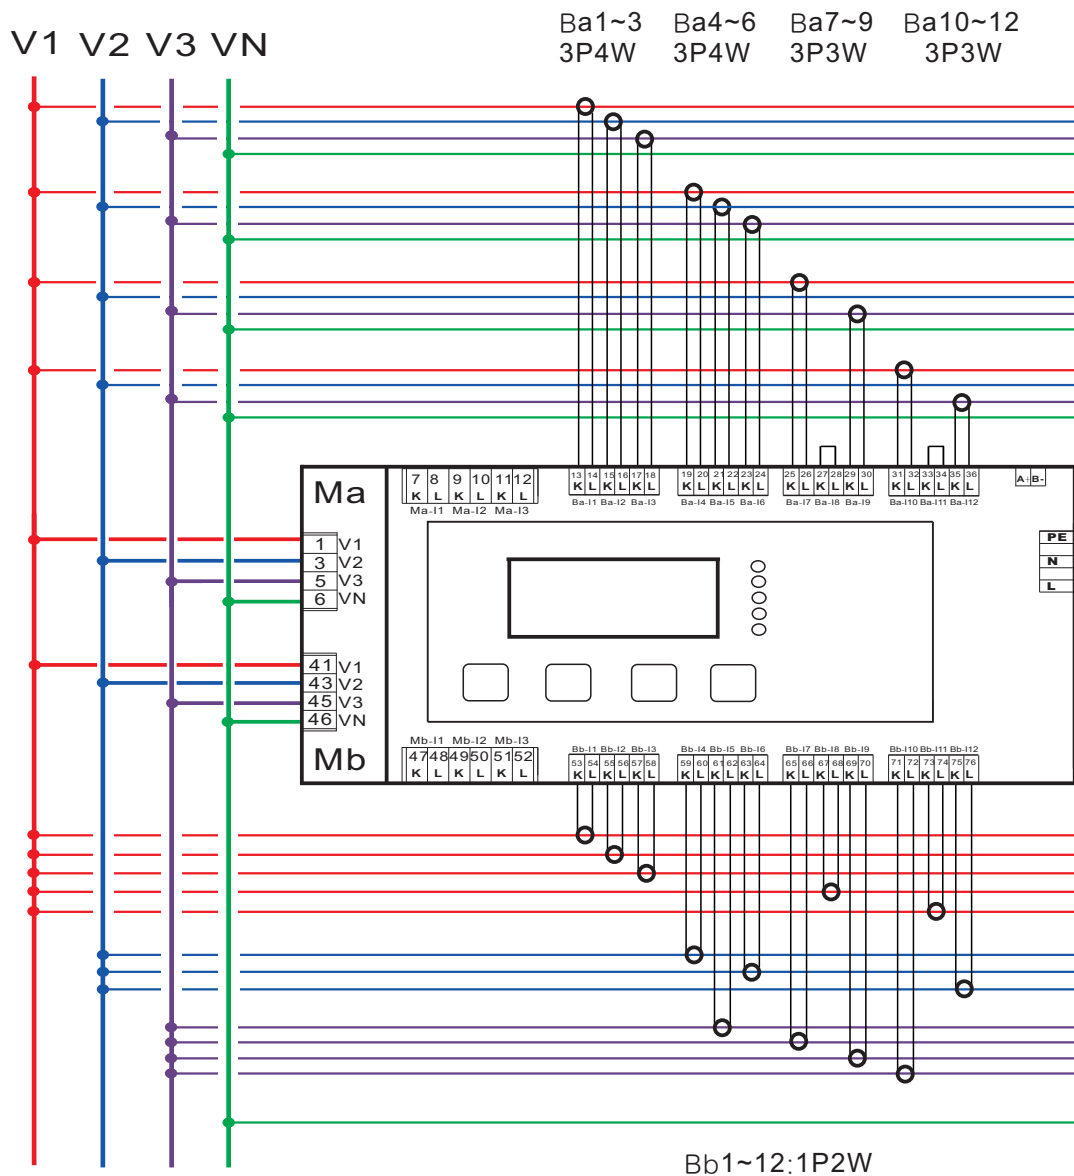 Ba1~3 Ba4~6 Ba7~9 Ba10~12
V1 V2 V3 VN
3P4W 3P4W 3P3W 3P3W
Ma
7 8 9 10 11 12
K L K L K L
Ma-I1 Ma-I2 Ma-I3
13 14 15 16 17 18
K L K L K L
Ba-I1 Ba-I2 Ba-I3
19 20 21 22 23 24
K L K L K L
Ba-I4 Ba-I5 Ba-I6
25 26 27 28 29 30
K L K L K L
Ba-I7 Ba-I8 Ba-I9
31 32 33 34 35 36
K L K L K L
Ba-I10 Ba-I11 Ba-I12
A+ B-
1 V1
3 V2
5 V3
6 VN
PE
N
L
41 V1
43 V2
45 V3
46 VN
Mb
Mb-I1 Mb-I2 Mb-I3
47 48 49 50 51 52
K L K L K L
Bb-I1 Bb-I2 Bb-I3
53 54 55 56 57 58
K L K L K L
Bb-I4 Bb-I5 Bb-I6
59 60 61 62 63 64
K L K L K L
Bb-I7 Bb-I8 Bb-I9
65 66 67 68 69 70
K L K L K L
Bb-I10 Bb-I11 Bb-I12
71 72 73 74 75 76
K L K L K L
Bb1~12:1P2W